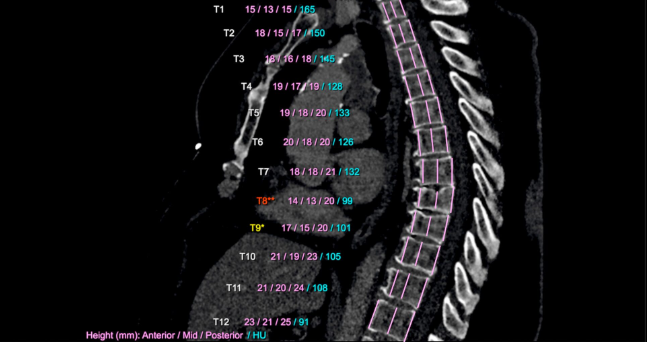 T1 15 / 13 / 15 / 165
T2 18 / 15 / 17 / 150
T3 18 / 16 / 18 / 145
T4 19 / 17 / 19 / 128
T5 19 / 18 / 20 / 133
T6 20 / 18 / 20 / 126
T7 18 / 18 / 21 / 132
T8** 14 / 13 / 20 / 99
T9* 17 / 15 / 20 / 101
T10 21 / 19 / 23 / 105
T11 21 / 20 / 24 / 108
T12 23 / 21 / 25 / 91
Height (mm): Anterior / Mid / Posterior / HU